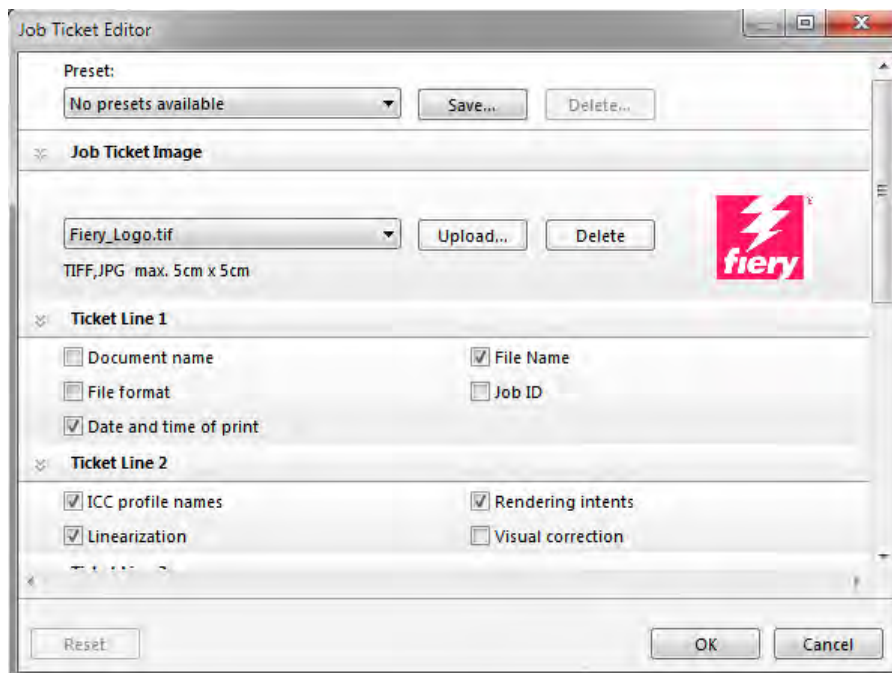 Job Ticket Editor
Preset:
No presets available Save... Delete...
Job Ticket Image
Fiery_Logo.tif Upload... Delete
fiery
TIFF,JPG max. 5cm x 5cm
Ticket Line 1
Document name File Name
File format Job ID
Date and time of print
Ticket Line 2
ICC profile names Rendering intents
Linearization Visual correction
Reset OK Cancel